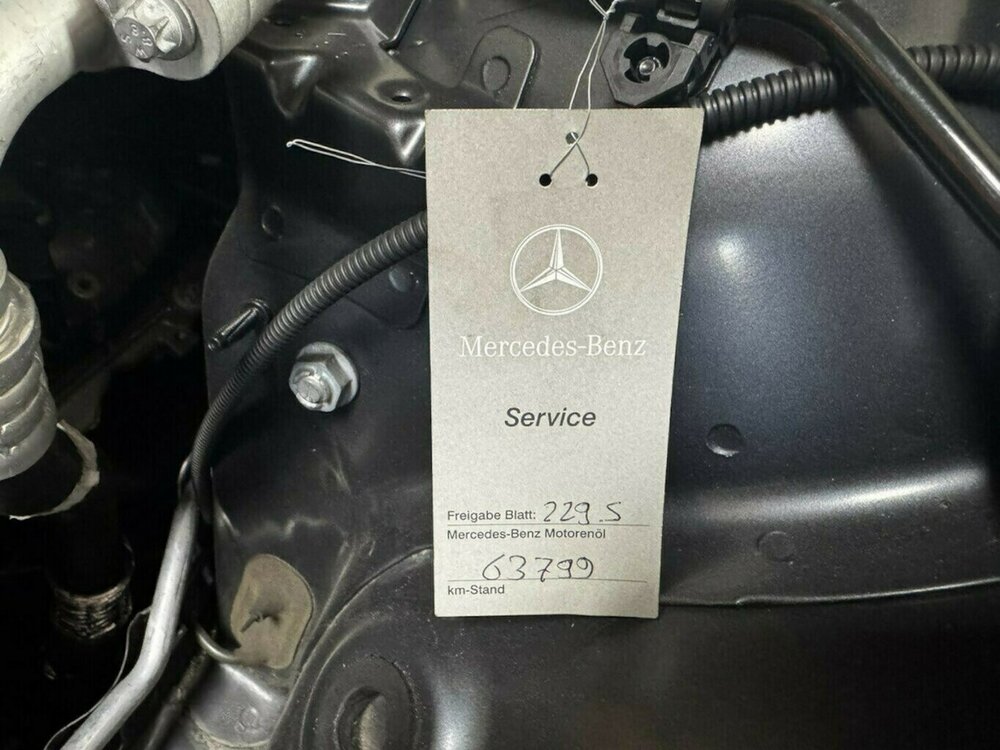 Mercedes-Benz
Service
Freigabe Blatt: 229.5
Mercedes-Benz Motorenöl
63799
km-Stand